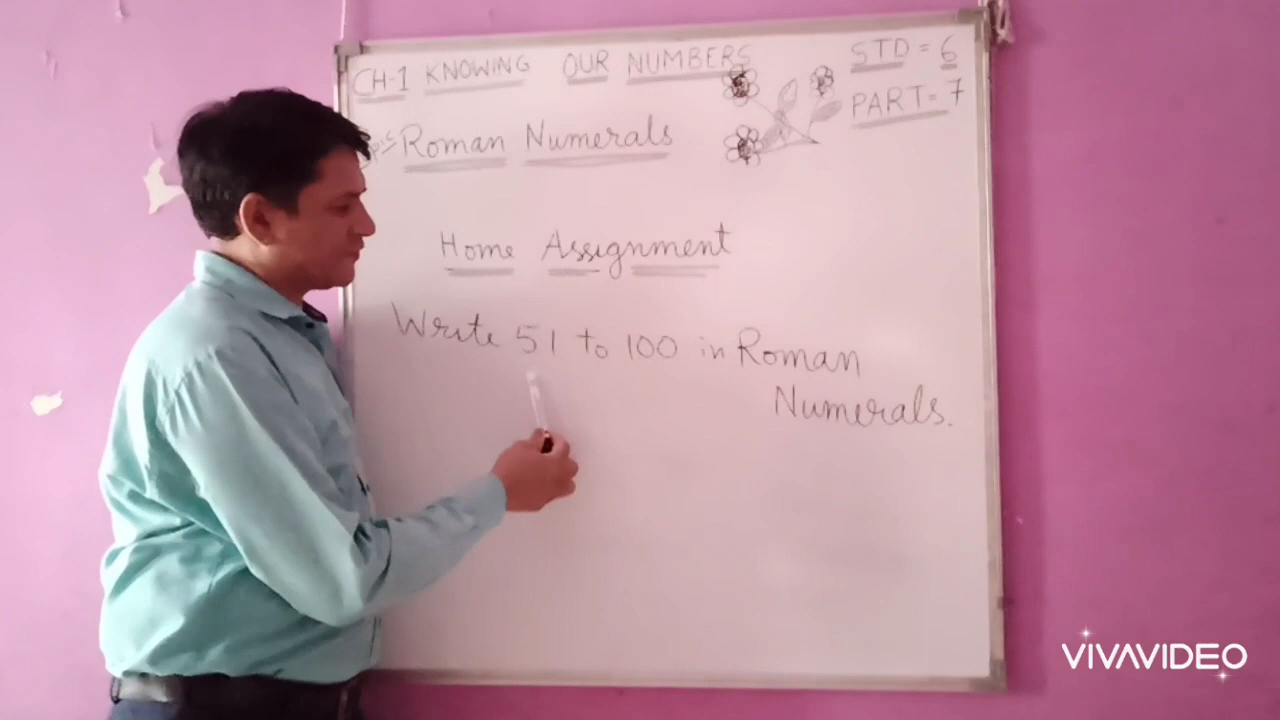 CH-1 KNOWING OUR NUMBERS
STD = 6
PART = 7
Roman Numerals
Home Assignment
Write 51 to 100 in Roman
Numerals.
VIVAVIDEO